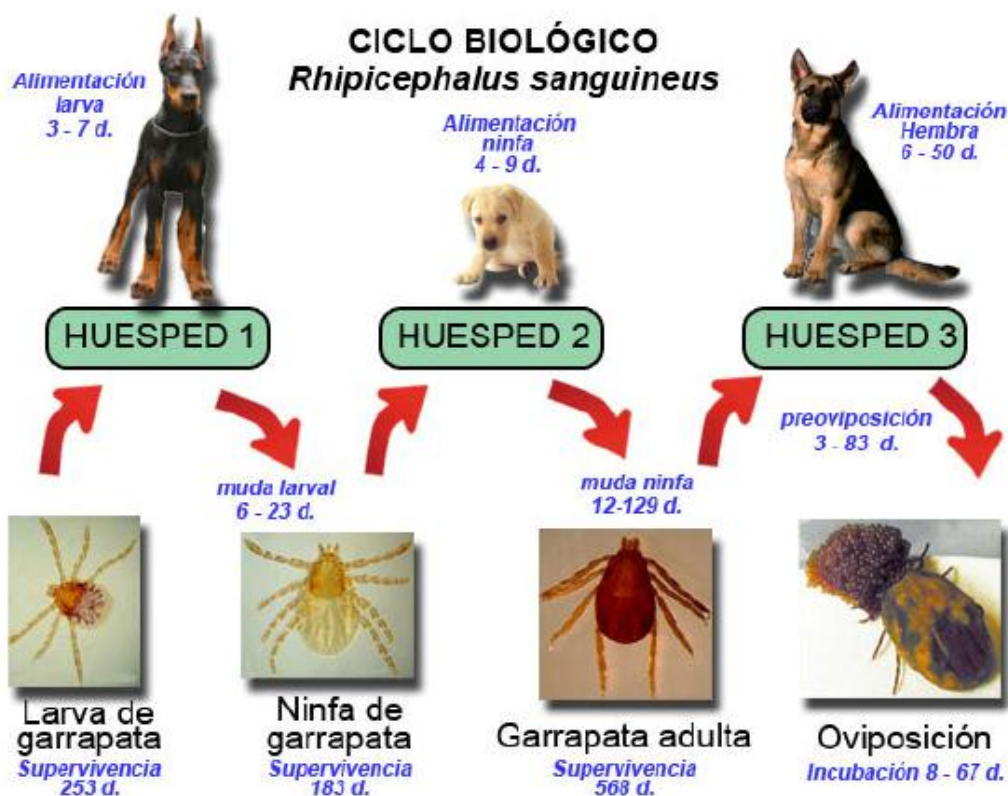 CICLO BIOLÓGICO
Rhipicephalus sanguineus
Alimentación
larva
3 - 7 d.
Alimentación
ninfa
4 - 9 d.
Alimentación
Hembra
6 - 50 d.
HUESPED 1
HUESPED 2
HUESPED 3
muda larval
6 - 23 d.
muda ninfa
12-129 d.
preoviposición
3 - 83 d.
Larva de
garrapata
Supervivencia
253 d.
Ninfa de
garrapata
Supervivencia
183 d.
Garrapata adulta
Supervivencia
568 d.
Oviposición
Incubación 8 - 67 d.